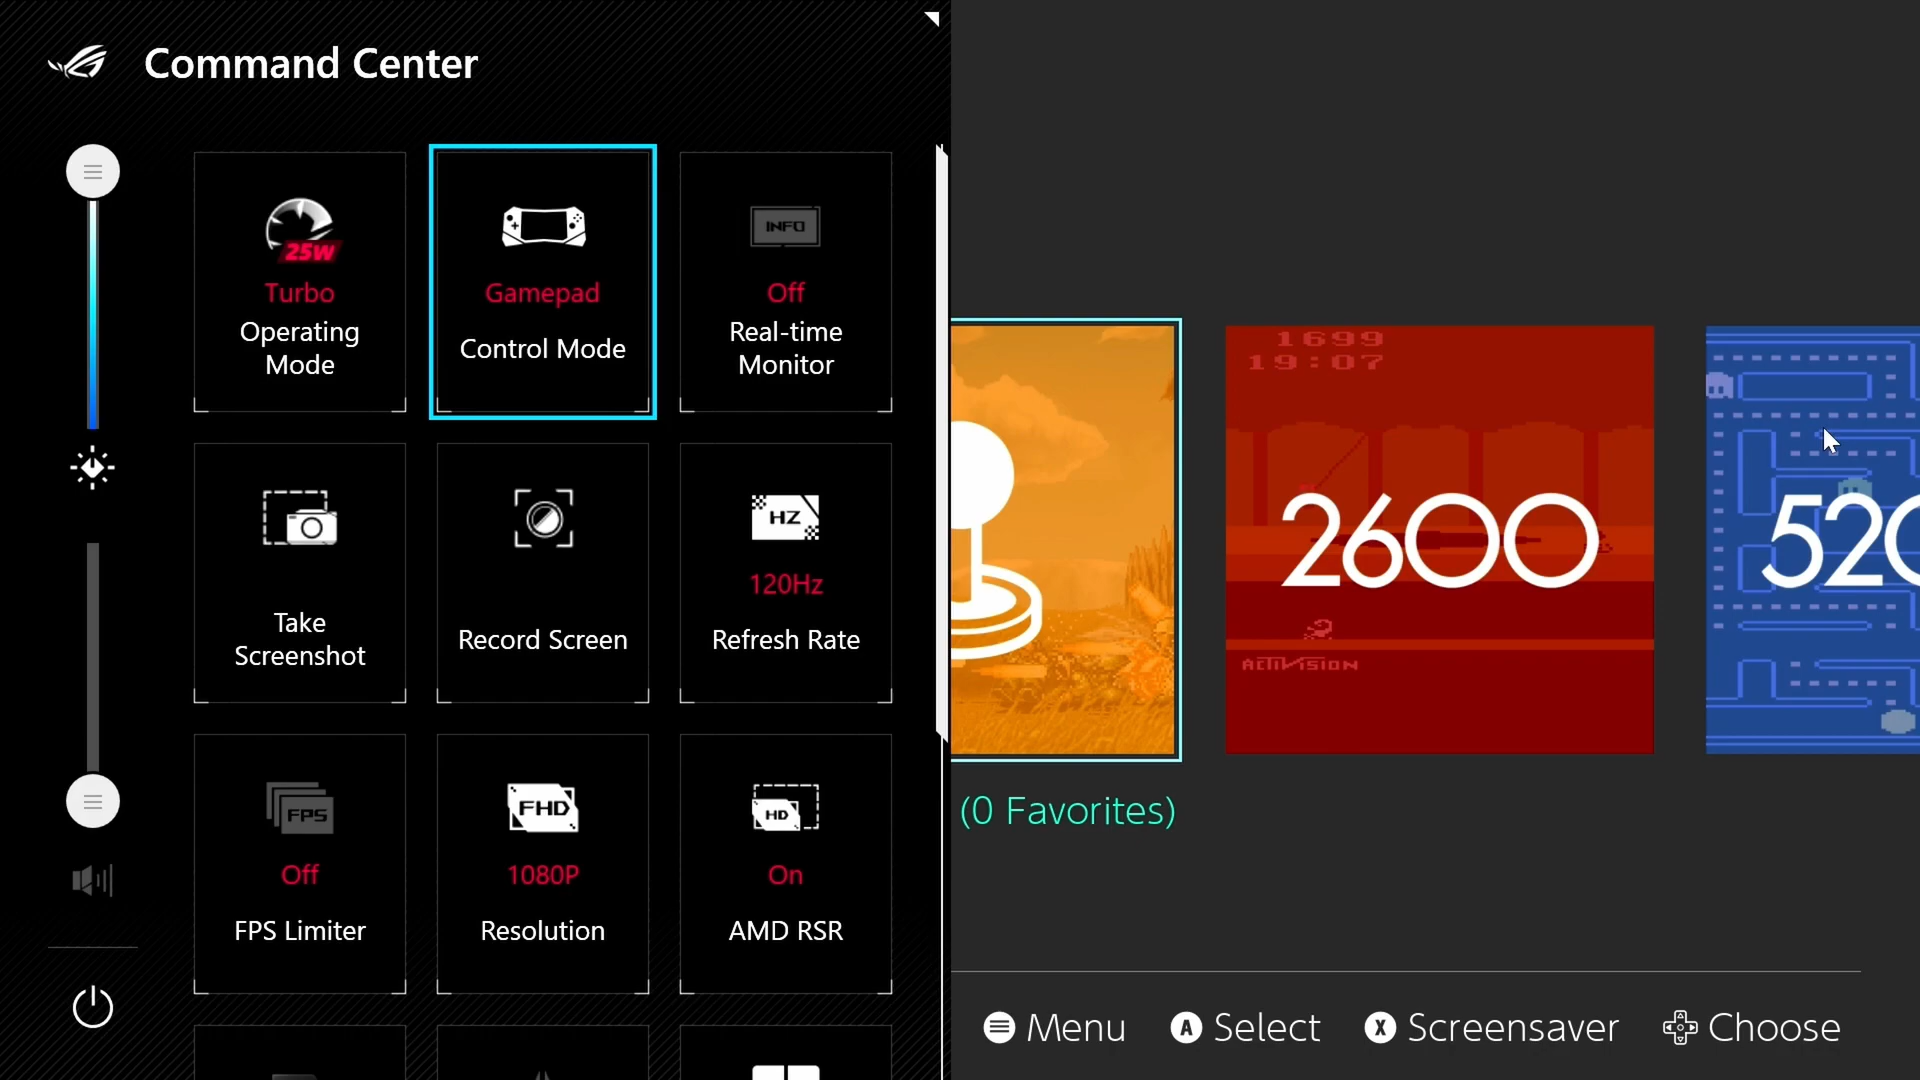 Command Center
25W
Turbo
Operating
Mode
Gamepad
Control Mode
INFO
Off
Real-time
Monitor
Take
Screenshot
Record Screen
HZ
120Hz
Refresh Rate
FPS
Off
FPS Limiter
FHD
1080P
Resolution
HD
On
AMD RSR
1699
19:07
2600
ACTIVISION
520
(0 Favorites)
Menu
A Select
X Screensaver
Choose